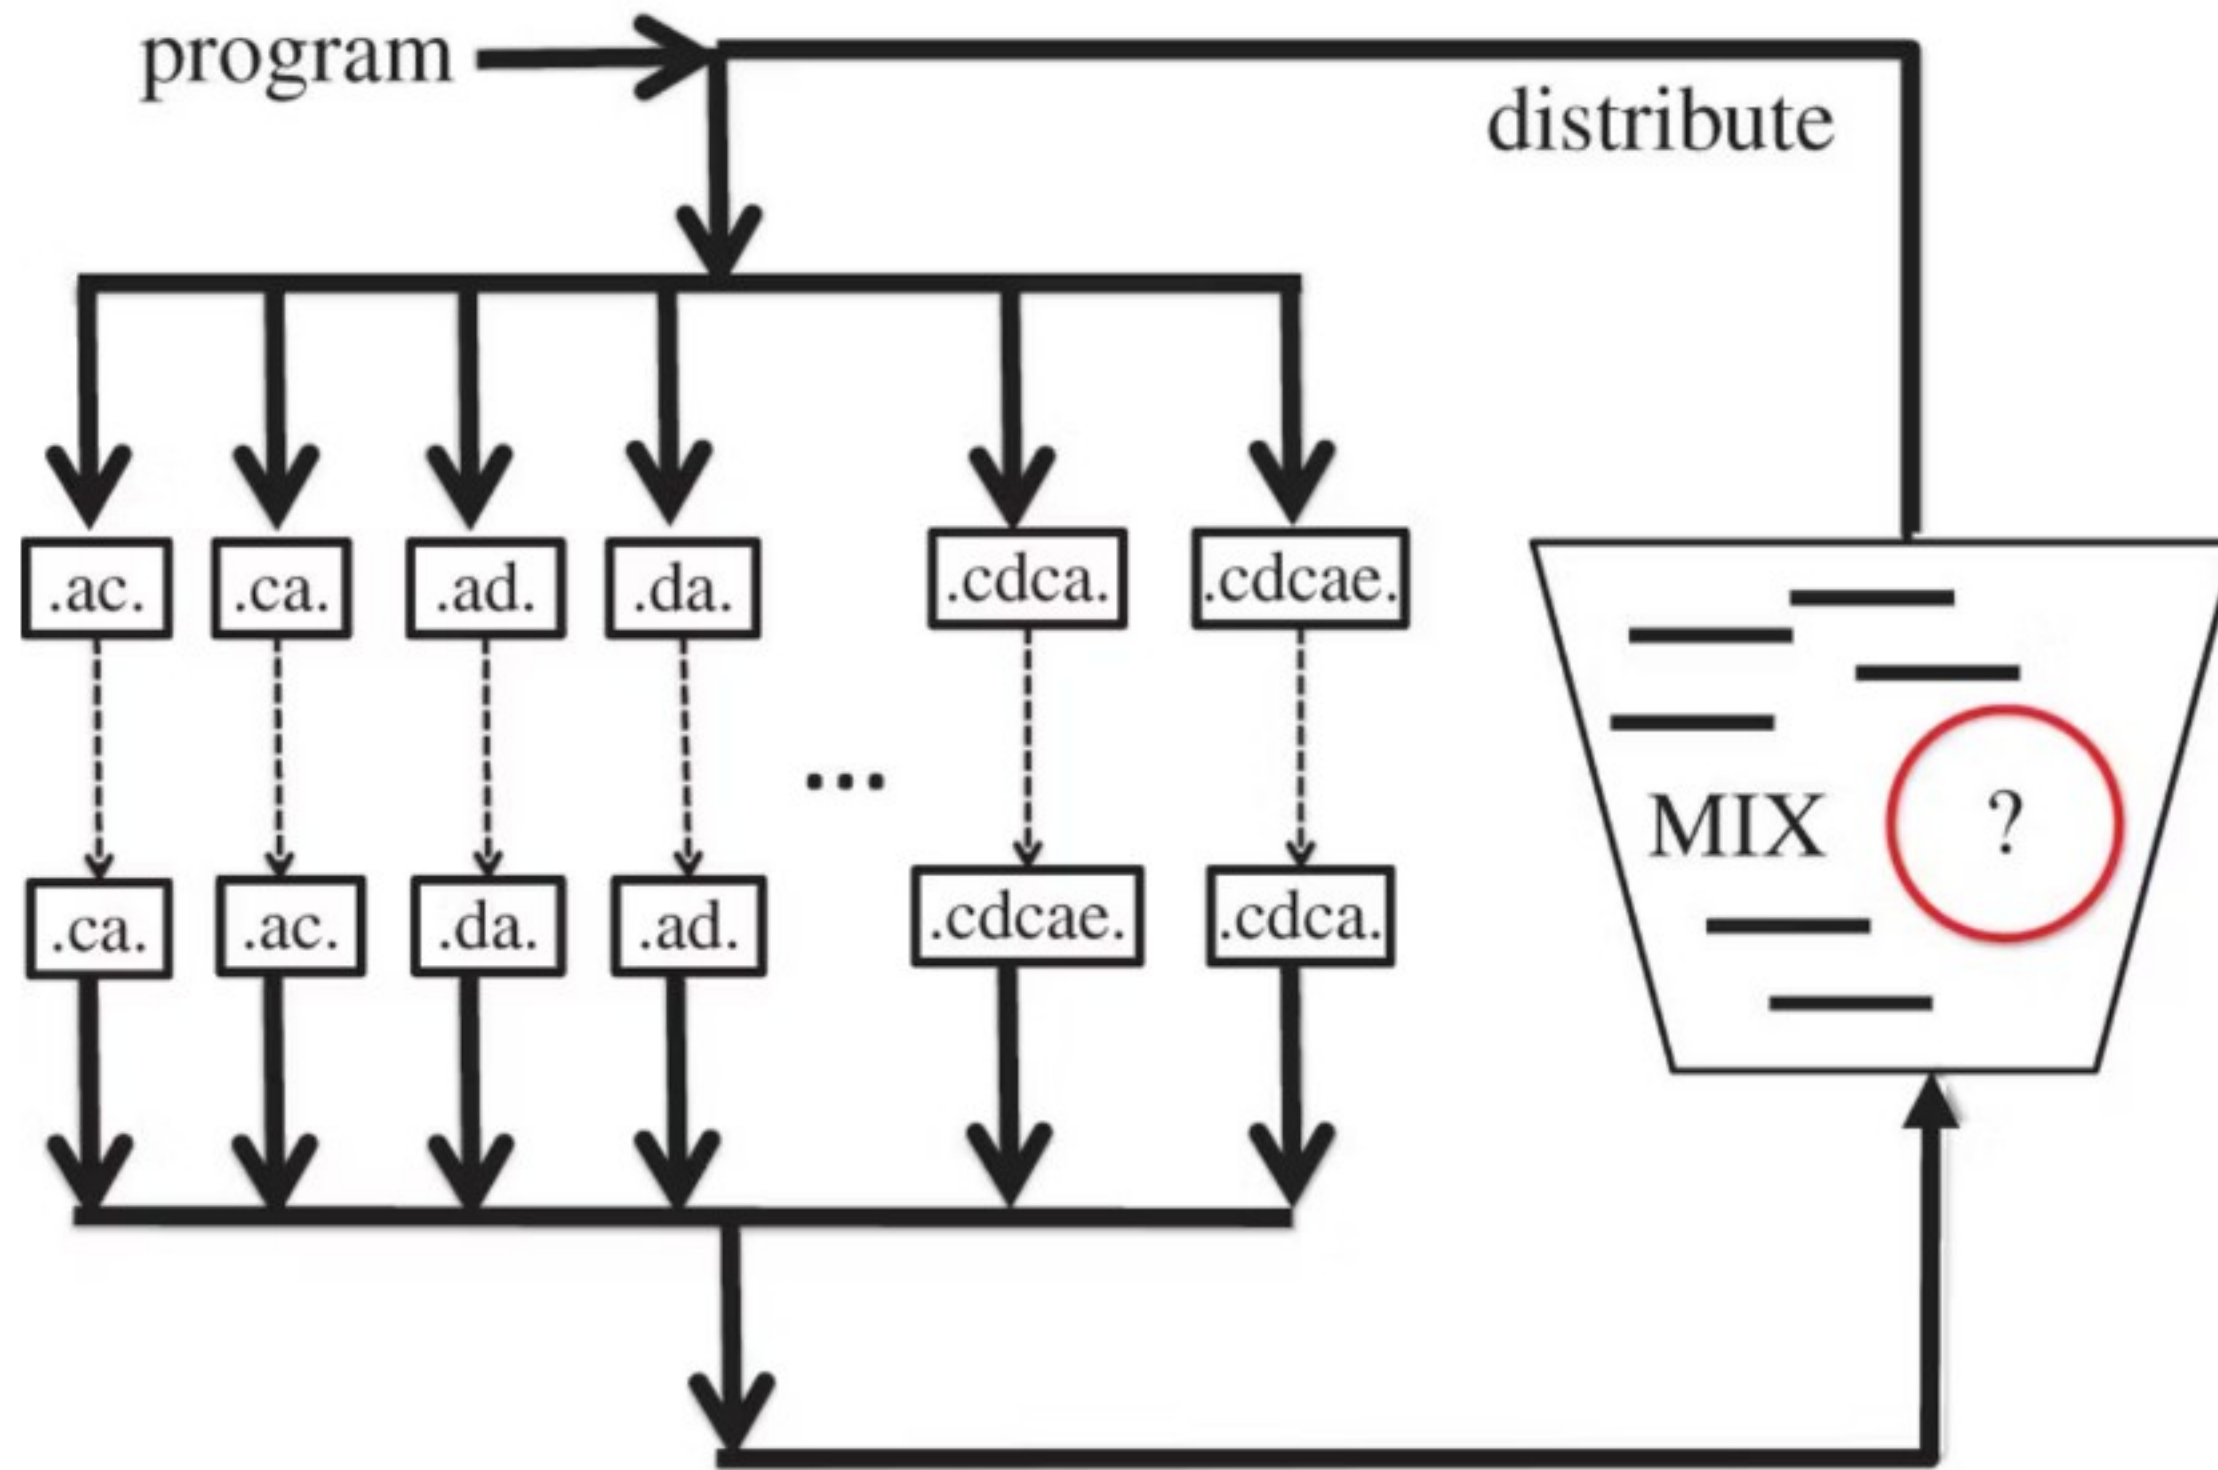 program
distribute
.ac. .ca. .ad. .da. .cdca. .cdcae.
...
MIX ?
.ca. .ac. .da. .ad. .cdcae. .cdca.